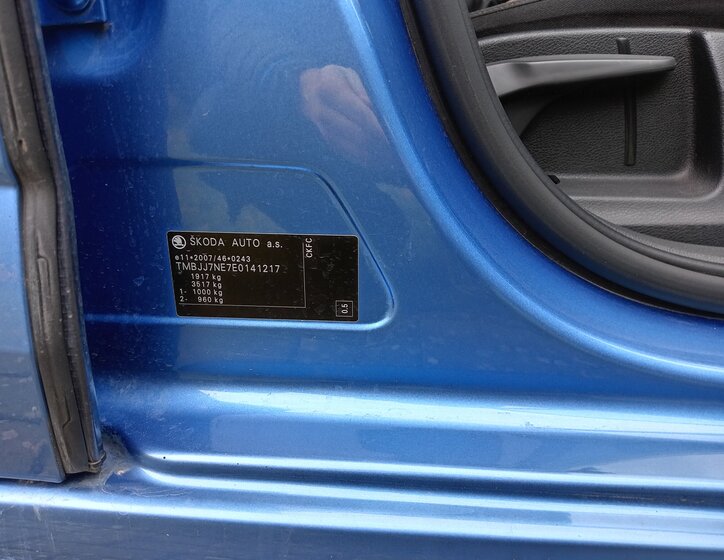 ŠKODA AUTO a.s.
e11*2007/46*0243
TMBJJ7NE7E0141217
1917 kg
3517 kg
1- 1000 kg
2- 960 kg
CKFC
0.5